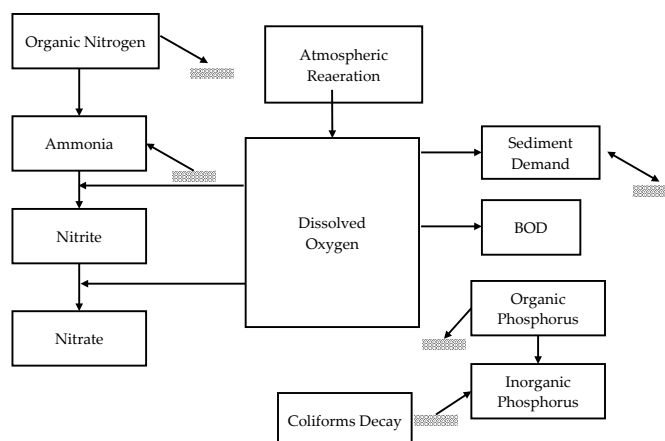 Organic Nitrogen
Atmospheric
Reaeration
Ammonia
Sediment
Demand
Dissolved
Oxygen
Nitrite
BOD
Organic
Phosphorus
Nitrate
Inorganic
Phosphorus
Coliforms Decay